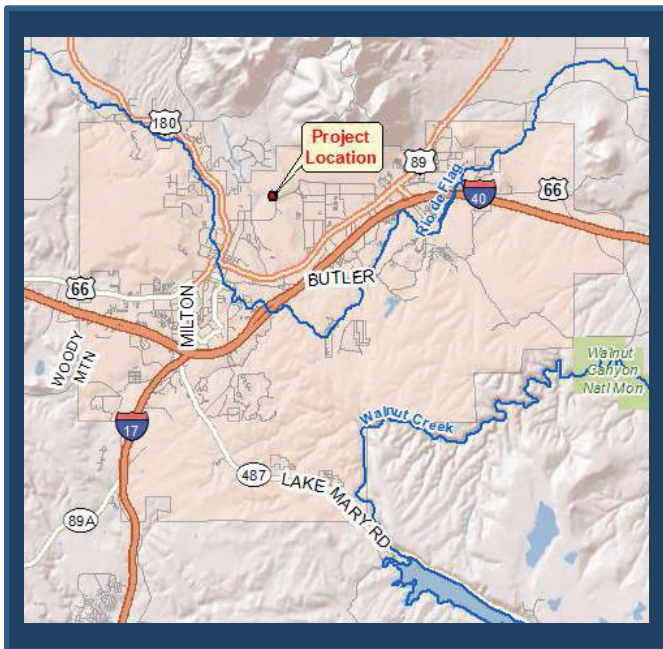 180
Project
Location
89
Rio de Flag
66
40
66
BUTLER
MILTON
WOODY
MTN
Walnut
Canyon
Natl Mon
Walnut Creek
17
487
LAKE MARY RD
89A